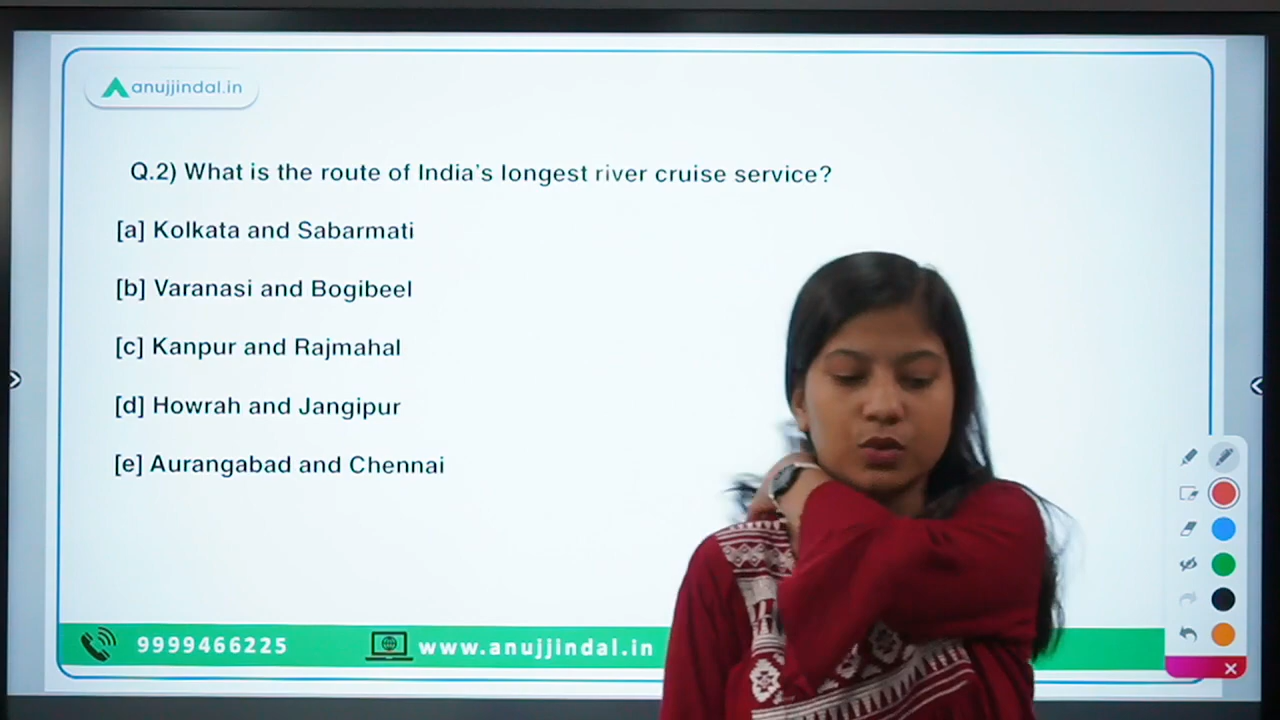 anujjindal.in
Q.2) What is the route of India's longest river cruise service?
[a] Kolkata and Sabarmati
[b] Varanasi and Bogibeel
[c] Kanpur and Rajmahal
[d] Howrah and Jangipur
[e] Aurangabad and Chennai
9999466225 www.anujjindal.in